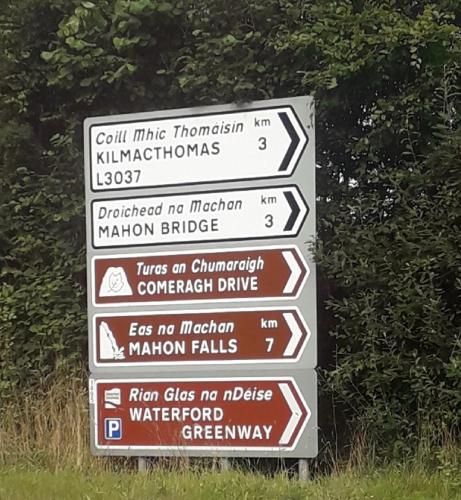 Coill Mhic Thomáisín km
KILMACTHOMAS 3
L3037
Droichead na Machan km
MAHON BRIDGE 3
Turas an Chumaraigh
COMERAGH DRIVE
Eas na Machan km
MAHON FALLS 7
Rian Glas na nDéise
P WATERFORD
GREENWAY